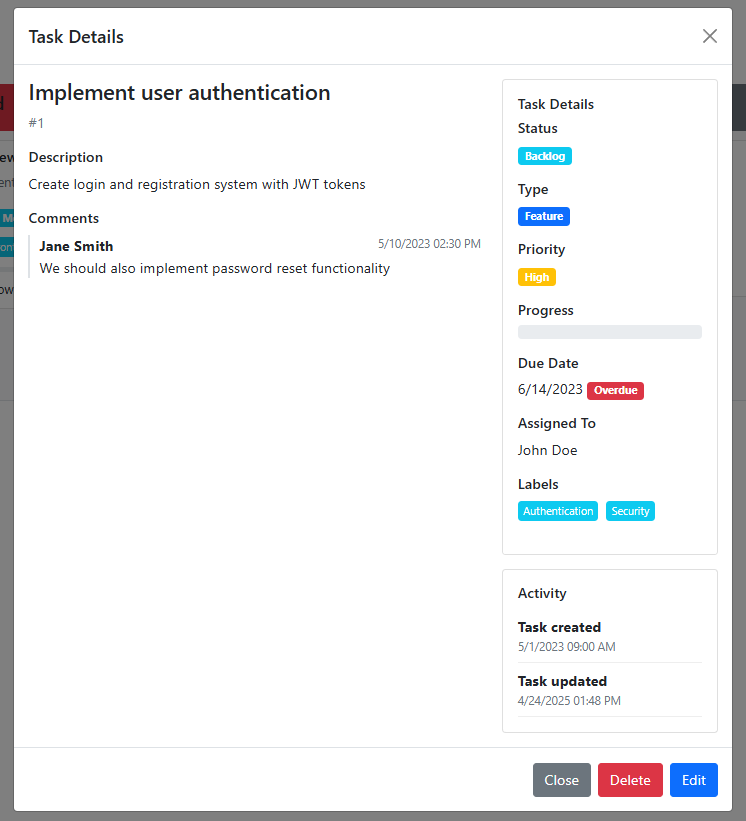 Task Details
Implement user authentication
#1
Description
Create login and registration system with JWT tokens
Comments
Jane Smith 5/10/2023 02:30 PM
We should also implement password reset functionality
Task Details
Status
Backlog
Type
Feature
Priority
High
Progress
Due Date
6/14/2023 Overdue
Assigned To
John Doe
Labels
Authentication Security
Activity
Task created
5/1/2023 09:00 AM
Task updated
4/24/2025 01:48 PM
Close Delete Edit